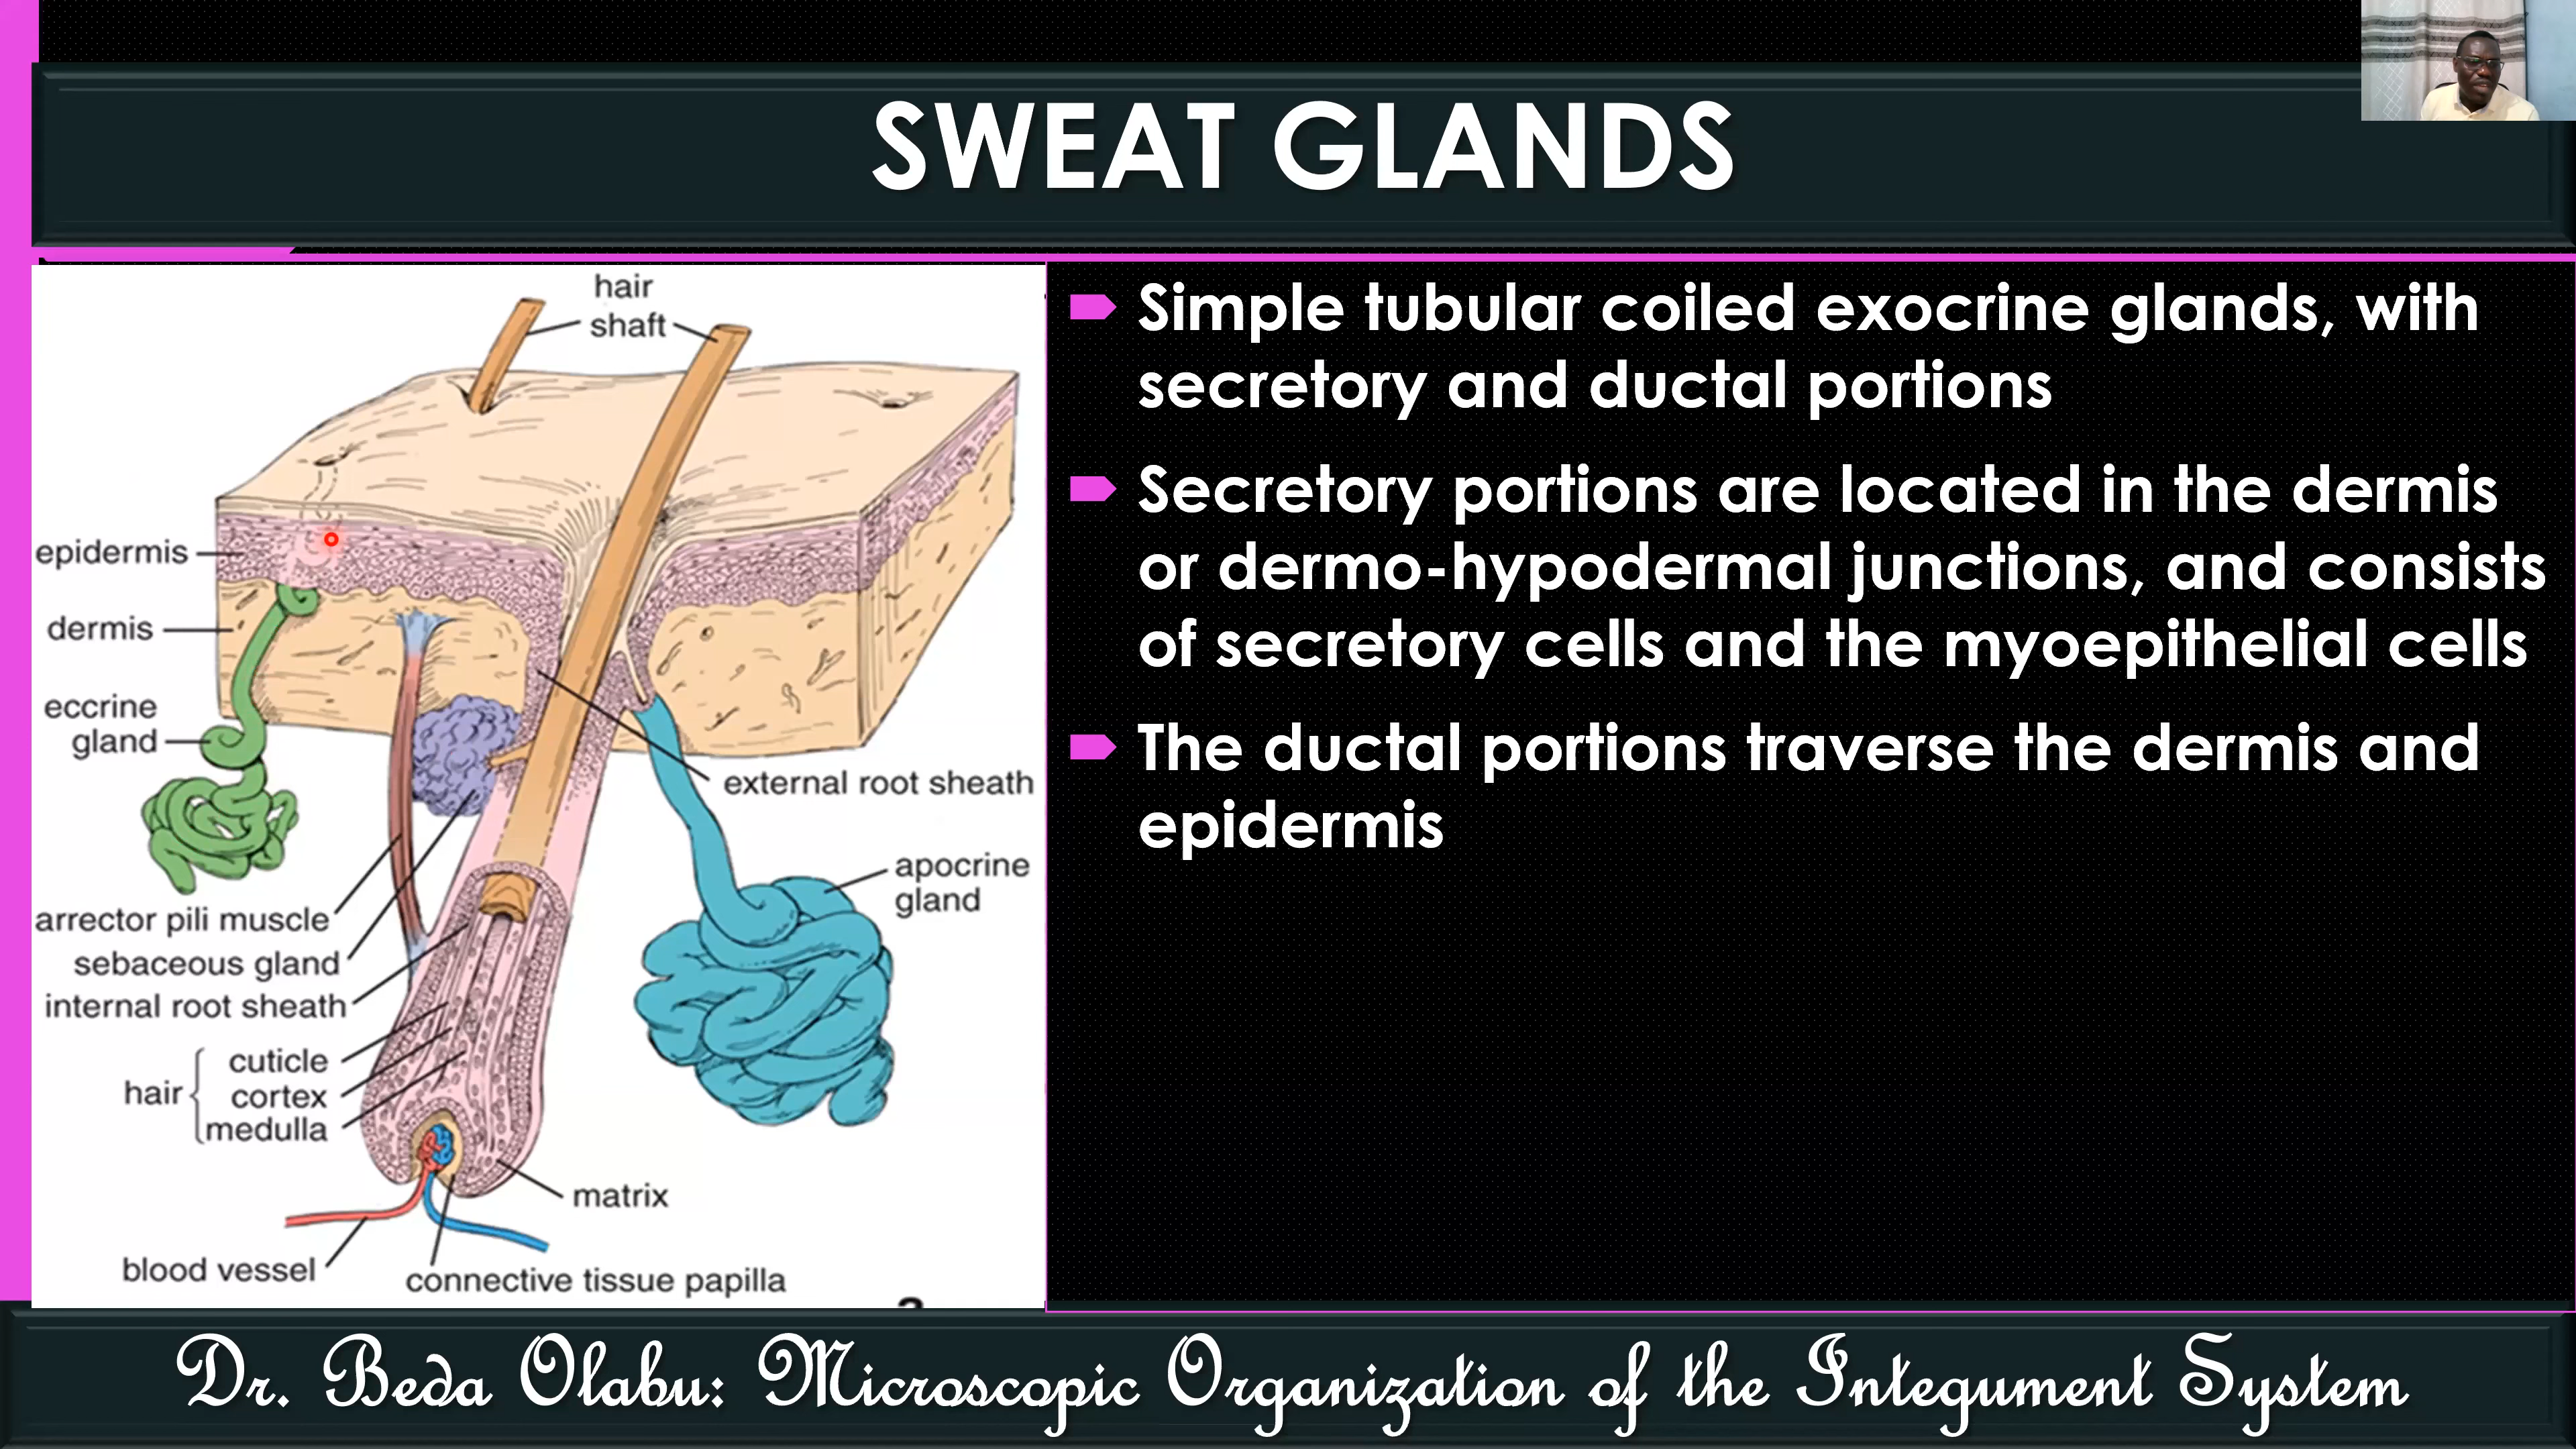 SWEAT GLANDS
hair
shaft
epidermis
dermis
eccrine
gland
external root sheath
apocrine
gland
arrector pili muscle
sebaceous gland
internal root sheath
cuticle
hair
cortex
medulla
matrix
blood vessel
connective tissue papilla
Simple tubular coiled exocrine glands, with
secretory and ductal portions
Secretory portions are located in the dermis
or dermo-hypodermal junctions, and consists
of secretory cells and the myoepithelial cells
The ductal portions traverse the dermis and
epidermis
Dr. Beda Olabu: Microscopic Organization of the Integument System